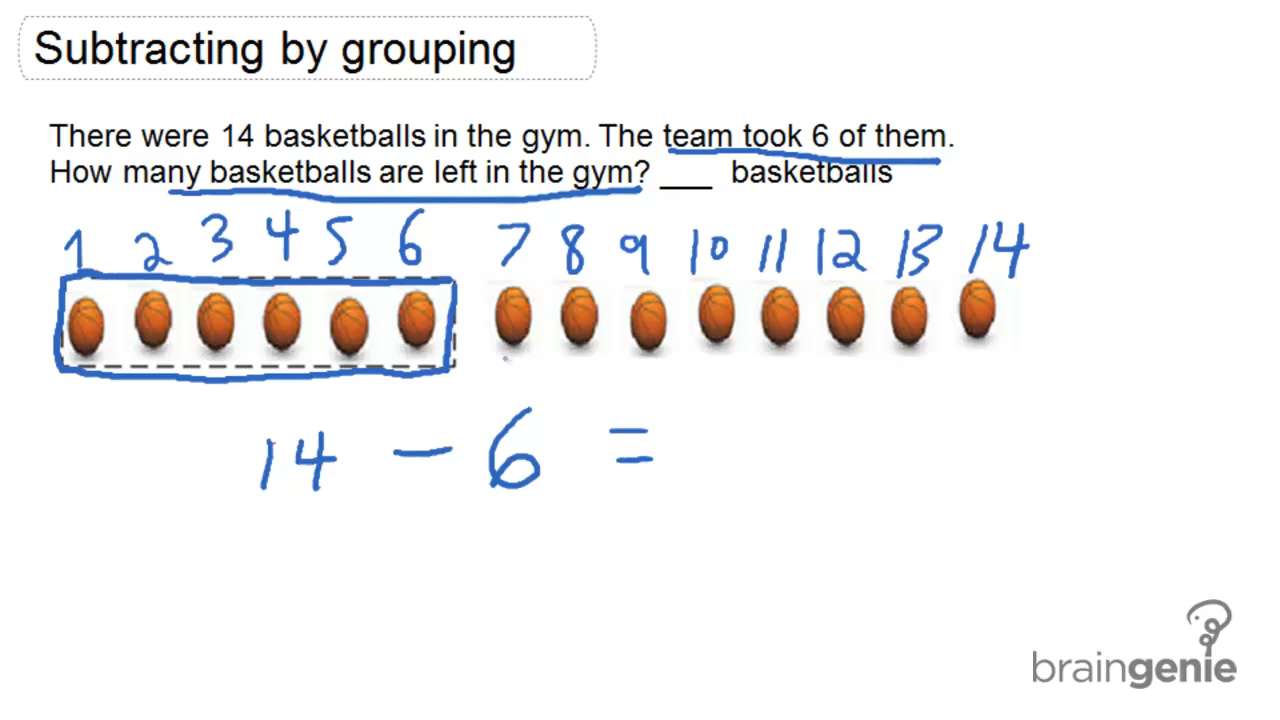 Subtracting by grouping
There were 14 basketballs in the gym. The team took 6 of them.
How many basketballs are left in the gym? ___ basketballs
1 2 3 4 5 6 7 8 9 10 11 12 13 14
14 - 6 =
braingenie